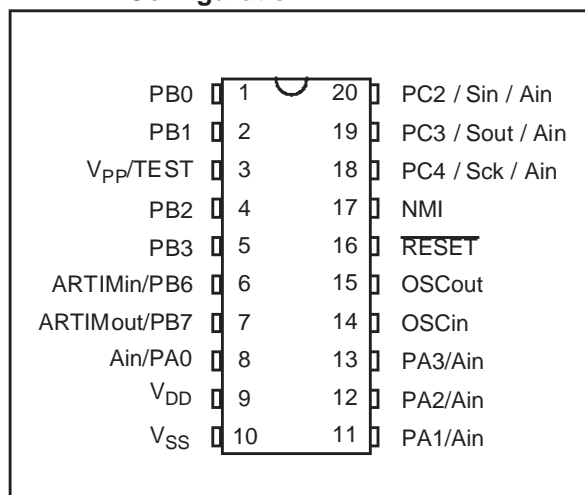 PB0 1 20 PC2 / Sin / Ain
PB1 2 19 PC3 / Sout / Ain
VPP/TEST 3 18 PC4 / Sck / Ain
PB2 4 17 NMI
PB3 5 16 RESET
ARTIMin/PB6 6 15 OSCout
ARTIMout/PB7 7 14 OSCin
Ain/PA0 8 13 PA3/Ain
VDD 9 12 PA2/Ain
VSS 10 11 PA1/Ain